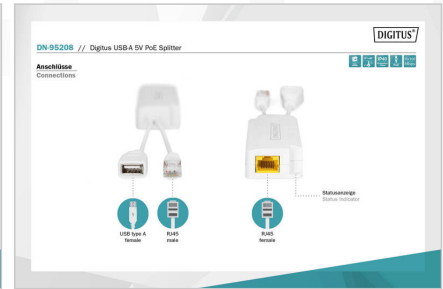 DIGITUS®
DN-95208 // Digitus USB-A 5V PoE Splitter
Anschlüsse
Connections
Statusanzeige
Status indicator
USB type A
female
RJ45
male
RJ45
female